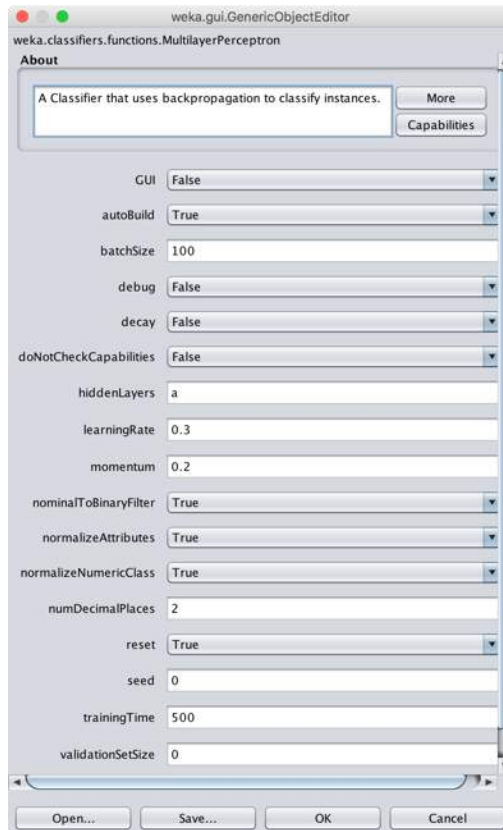 weka.gui.GenericObjectEditor
weka.classifiers.functions.MultilayerPerceptron
About
A Classifier that uses backpropagation to classify instances.
More
Capabilities
GUI False
autoBuild True
batchSize 100
debug False
decay False
doNotCheckCapabilities False
hiddenLayers a
learningRate 0.3
momentum 0.2
nominalToBinaryFilter True
normalizeAttributes True
normalizeNumericClass True
numDecimalPlaces 2
reset True
seed 0
trainingTime 500
validationSetSize 0
Open... Save... OK Cancel